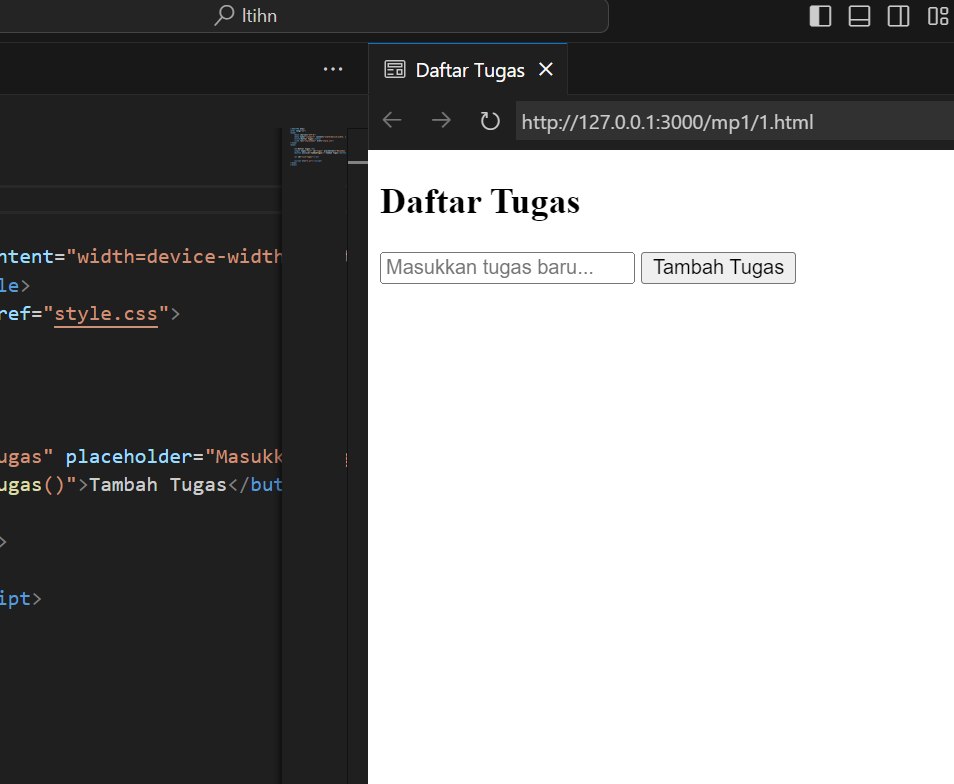 ltihn
...
Daftar Tugas
http://127.0.0.1:3000/mp1/1.html
Daftar Tugas
Masukkan tugas baru...
Tambah Tugas
ntent="width=device-width
le>
ref="style.css">
ugas" placeholder="Masukk
ugas()">Tambah Tugas</but
>
ipt>